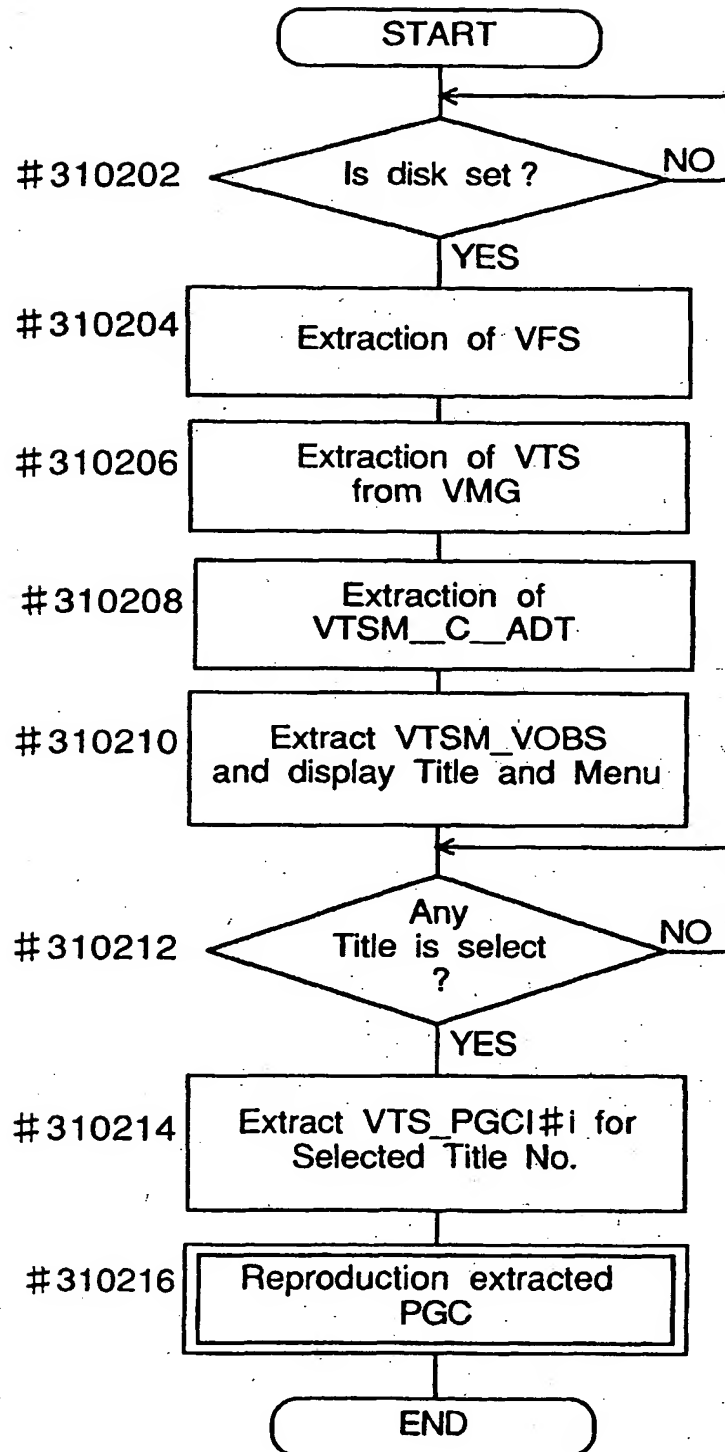 START
#310202
Is disk set ?
NO
YES
#310204
Extraction of VFS
#310206
Extraction of VTS
from VMG
#310208
Extraction of
VTSM__C__ADT
#310210
Extract VTSM_VOBS
and display Title and Menu
#310212
Any
Title is select
?
NO
YES
#310214
Extract VTS_PGCI#i for
Selected Title No.
#310216
Reproduction extracted
PGC
END